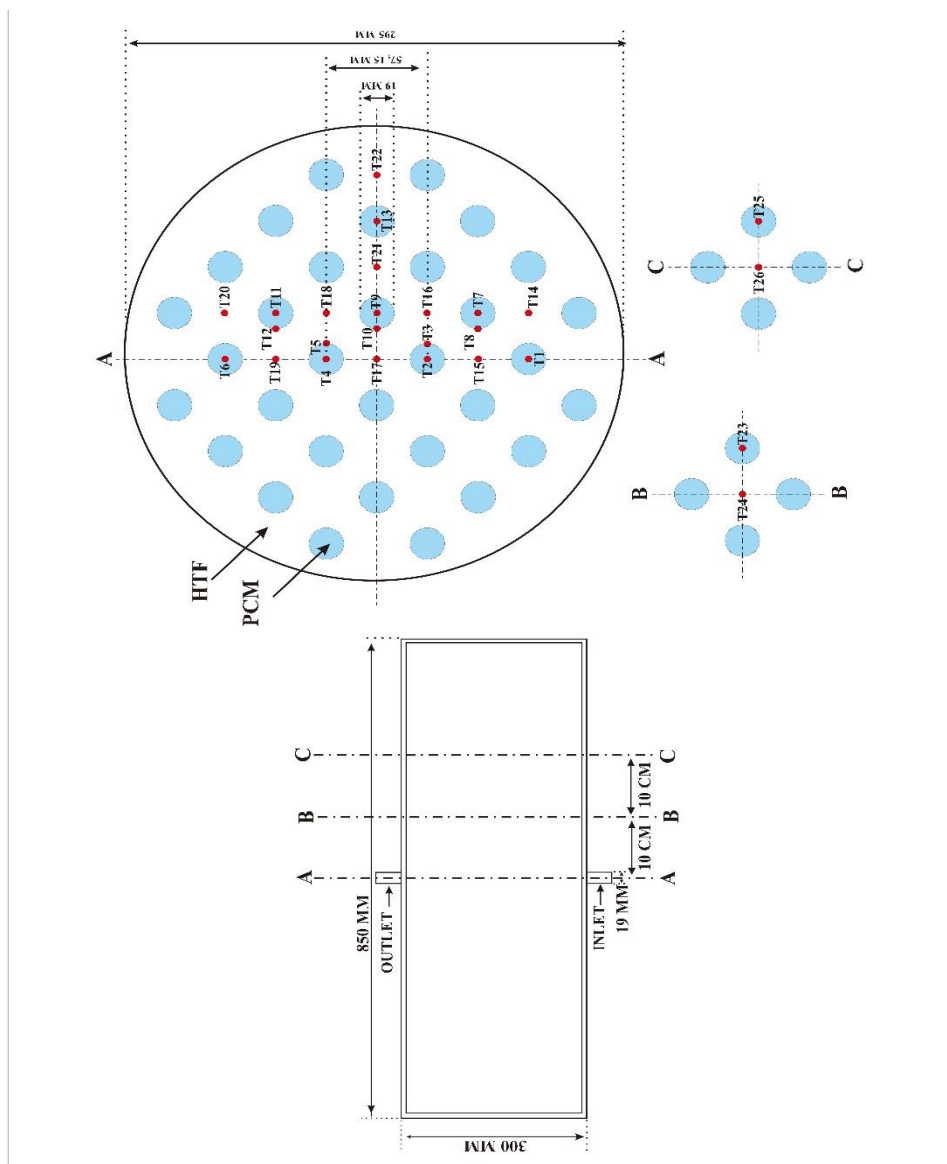 295 MM
57,15 MM
19 MM
T22
T13
T21
T20
T11
T18
T9
T16
T7
T14
T12
T5
T10
T3
T8
A
T6
T19
T4
T17
T2
T15
T1
A
HTF
PCM
T25
C
T26
C
T23
B
T24
B
C
C
10 CM
B
B
10 CM
A
A
850 MM
OUTLET
INLET
19 MM
300 MM